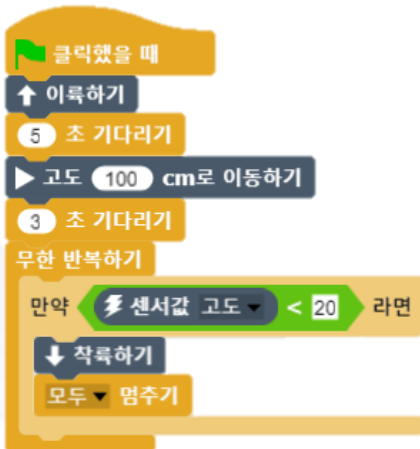 클릭했을 때
이륙하기
5 초 기다리기
고도 100 cm로 이동하기
3 초 기다리기
무한 반복하기
만약 센서값 고도 < 20 라면
착륙하기
모두 멈추기